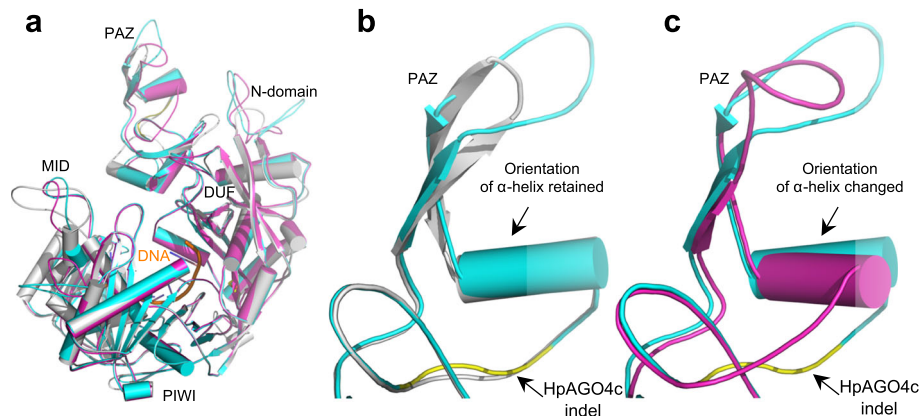 a
PAZ
N-domain
MID
DUF
DNA
PIWI
b
PAZ
Orientation
of α-helix retained
HpAGO4c
indel
c
PAZ
Orientation
of α-helix changed
HpAGO4c
indel